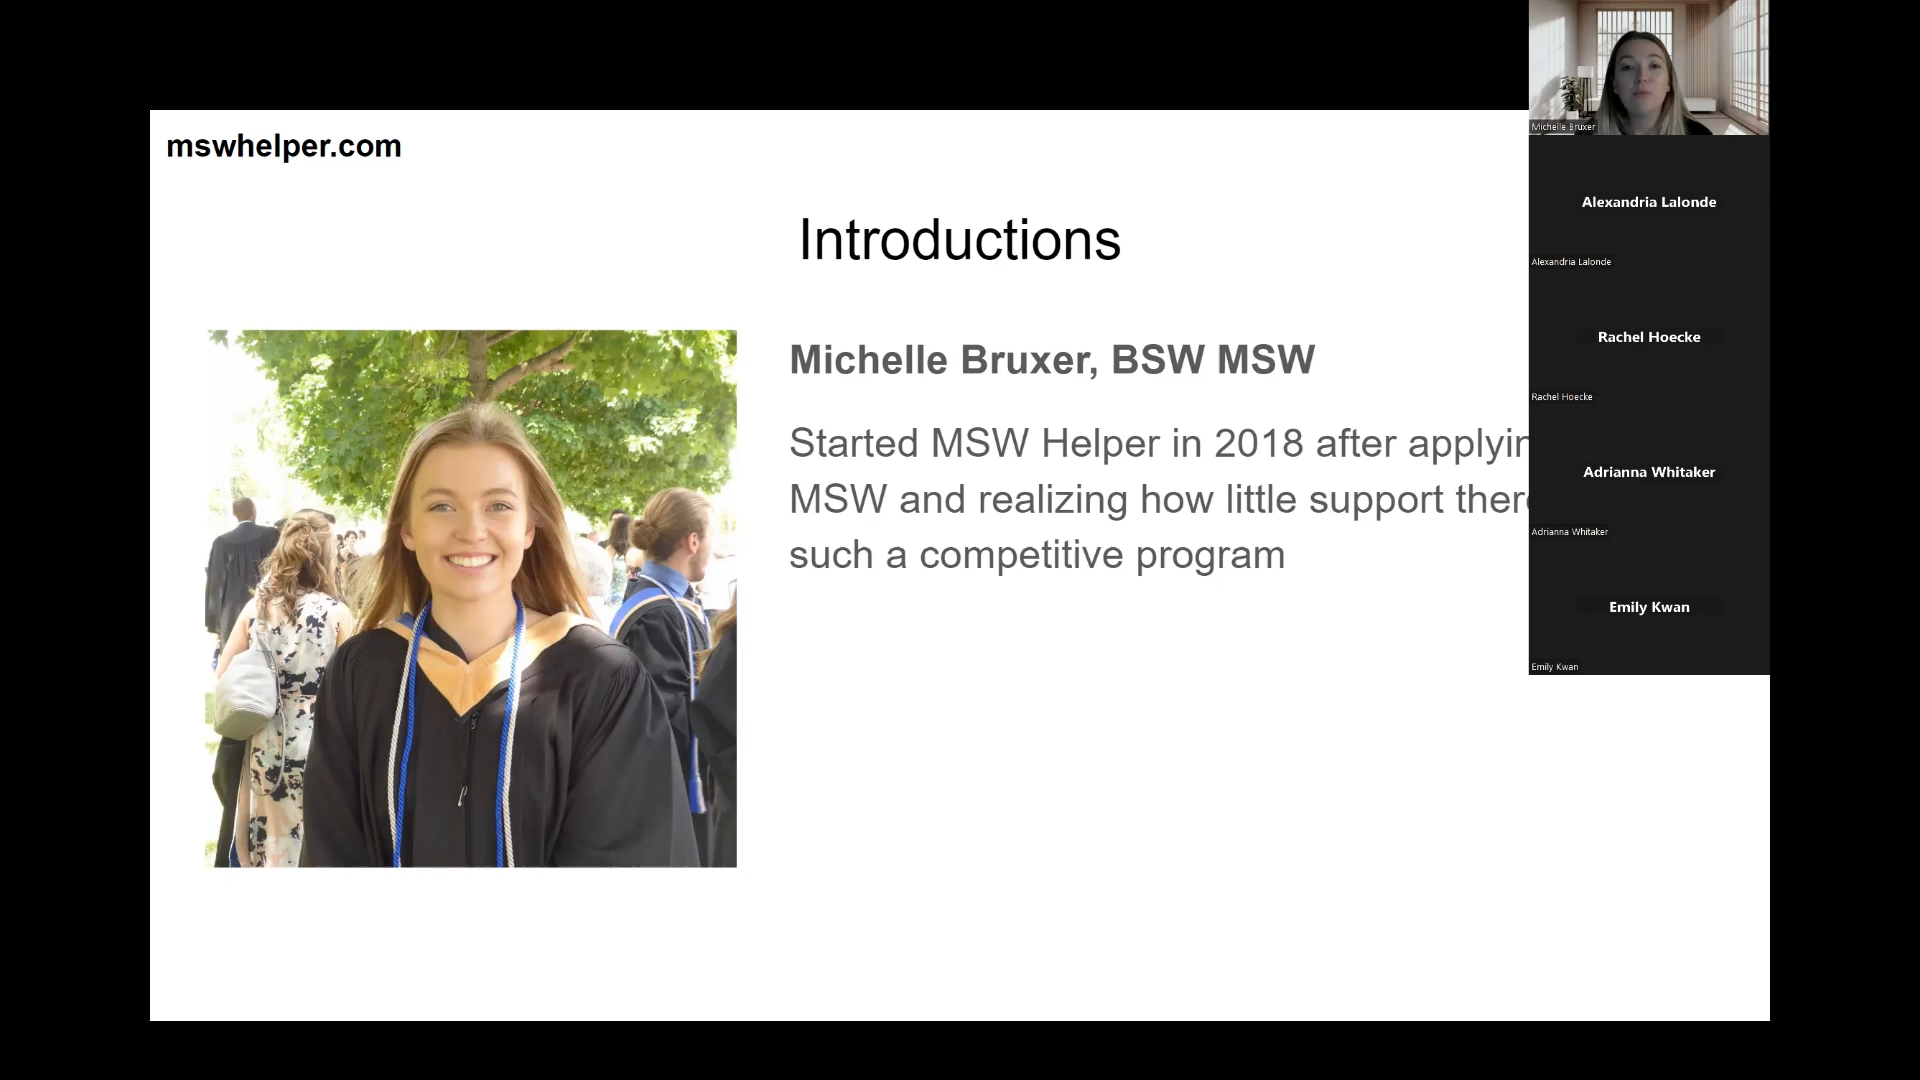 mswhelper.com
Introductions
Michelle Bruxer, BSW MSW
Started MSW Helper in 2018 after applyin
MSW and realizing how little support ther
such a competitive program
Michelle Bruxer
Alexandria Lalonde
Alexandria Lalonde
Rachel Hoecke
Rachel Hoecke
Adrianna Whitaker
Adrianna Whitaker
Emily Kwan
Emily Kwan